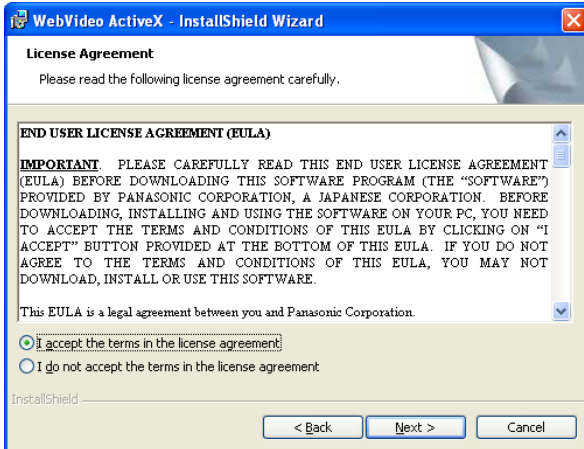 WebVideo ActiveX - InstallShield Wizard
License Agreement
Please read the following license agreement carefully.
END USER LICENSE AGREEMENT (EULA)
IMPORTANT. PLEASE CAREFULLY READ THIS END USER LICENSE AGREEMENT
(EULA) BEFORE DOWNLOADING THIS SOFTWARE PROGRAM (THE “SOFTWARE”)
PROVIDED BY PANASONIC CORPORATION, A JAPANESE CORPORATION. BEFORE
DOWNLOADING, INSTALLING AND USING THE SOFTWARE ON YOUR PC, YOU NEED
TO ACCEPT THE TERMS AND CONDITIONS OF THIS EULA BY CLICKING ON “I
ACCEPT” BUTTON PROVIDED AT THE BOTTOM OF THIS EULA. IF YOU DO NOT
AGREE TO THE TERMS AND CONDITIONS OF THIS EULA, YOU MAY NOT
DOWNLOAD, INSTALL OR USE THIS SOFTWARE.
This EULA is a legal agreement between you and Panasonic Corporation.
I accept the terms in the license agreement
I do not accept the terms in the license agreement
InstallShield
< Back Next > Cancel